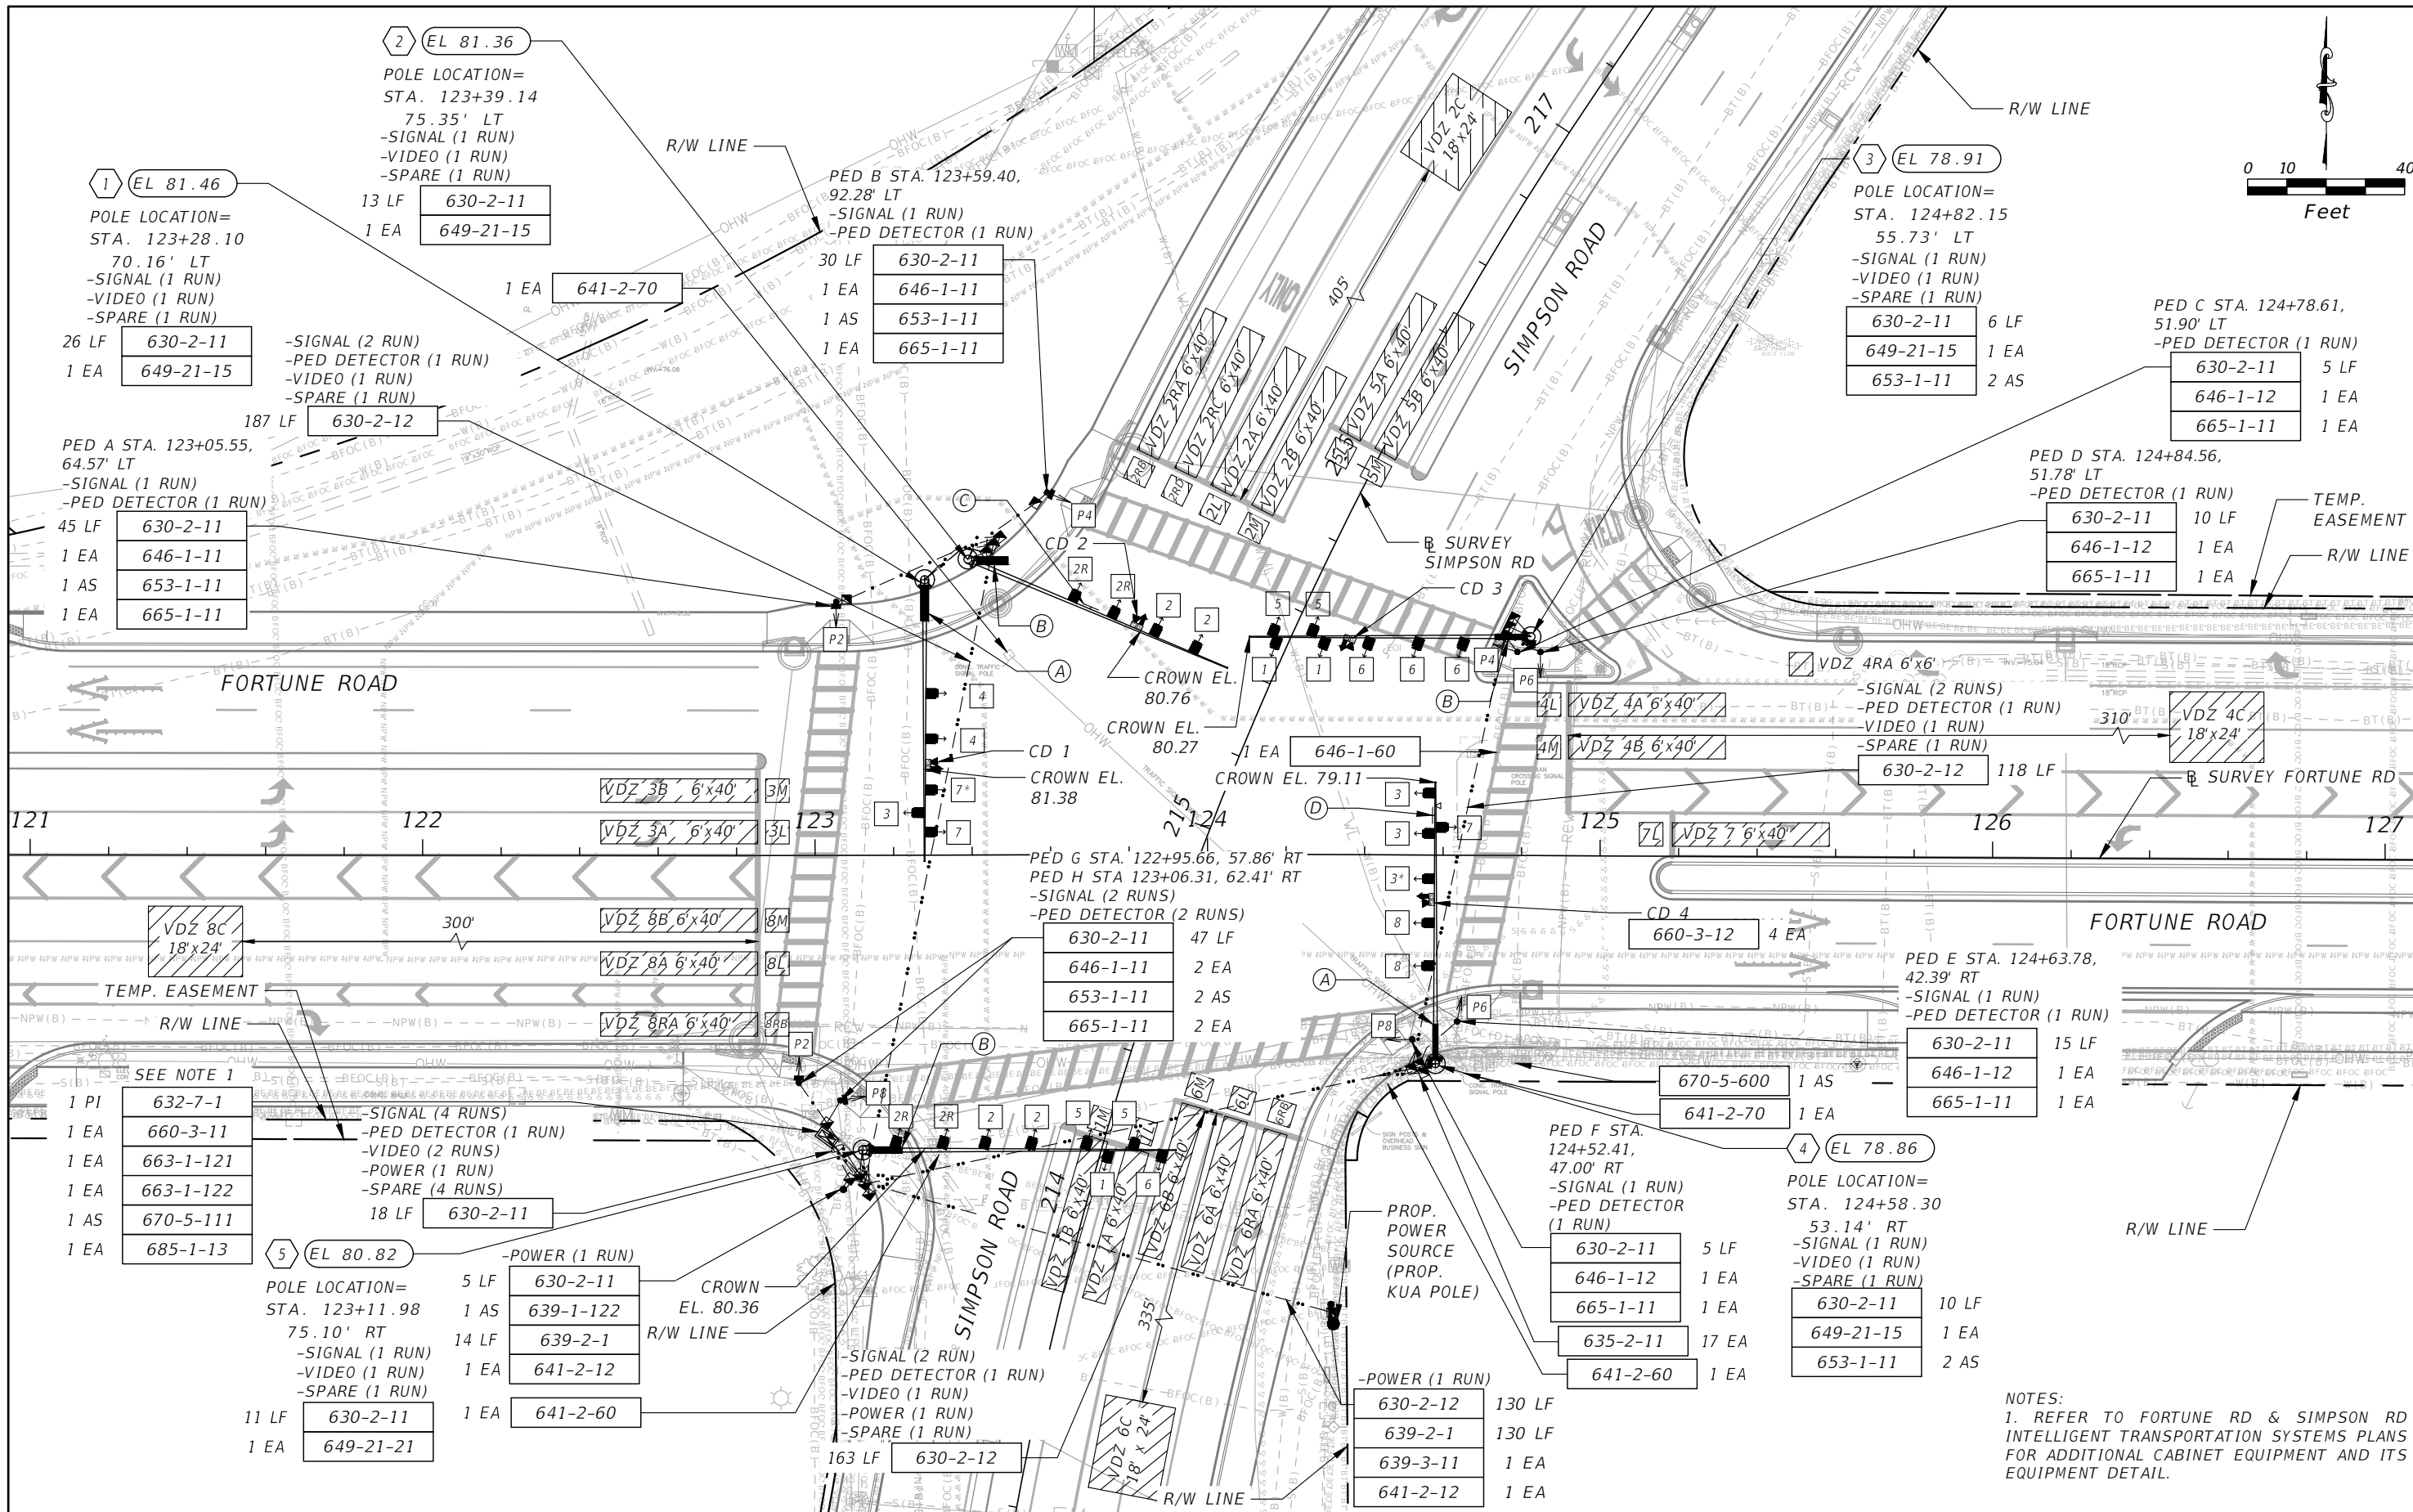 2
EL 81.36
POLE LOCATION=
STA. 123+39.14
75.35' LT
-SIGNAL (1 RUN)
-VIDEO (1 RUN)
-SPARE (1 RUN)
13 LF 630-2-11
1 EA 649-21-15
1
EL 81.46
POLE LOCATION=
STA. 123+28.10
70.16' LT
-SIGNAL (1 RUN)
-VIDEO (1 RUN)
-SPARE (1 RUN)
26 LF 630-2-11
1 EA 649-21-15
R/W LINE
1 EA 641-2-70
PED B STA. 123+59.40,
92.28' LT
-SIGNAL (1 RUN)
-PED DETECTOR (1 RUN)
30 LF 630-2-11
1 EA 646-1-11
1 AS 653-1-11
1 EA 665-1-11
-SIGNAL (2 RUN)
-PED DETECTOR (1 RUN)
-VIDEO (1 RUN)
-SPARE (1 RUN)
187 LF 630-2-12
PED A STA. 123+05.55,
64.57' LT
-SIGNAL (1 RUN)
-PED DETECTOR (1 RUN)
45 LF 630-2-11
1 EA 646-1-11
1 AS 653-1-11
1 EA 665-1-11
VDZ 2C
18'x24'
217
SIMPSON ROAD
405'
ONLY
VDZ 2RA 6'x40'
VDZ 2RC 6'x40'
VDZ 2A 6'x40'
VDZ 2B 6'x40'
VDZ 5A 6'x40'
VDZ 5B 6'x40'
2RB
2RD
2L
2M
5M
R/W LINE
0 10 40
Feet
3
EL 78.91
POLE LOCATION=
STA. 124+82.15
55.73' LT
-SIGNAL (1 RUN)
-VIDEO (1 RUN)
-SPARE (1 RUN)
630-2-11 6 LF
649-21-15 1 EA
653-1-11 2 AS
PED C STA. 124+78.61,
51.90' LT
-PED DETECTOR (1 RUN)
630-2-11 5 LF
646-1-12 1 EA
665-1-11 1 EA
PED D STA. 124+84.56,
51.78' LT
-PED DETECTOR (1 RUN)
630-2-11 10 LF
646-1-12 1 EA
665-1-11 1 EA
TEMP.
EASEMENT
R/W LINE
C
P4
CD 2
2R
2R
2
2
B
A
P2
CROWN EL.
80.76
℄ SURVEY
SIMPSON RD
CD 3
5
5
1
1
6
6
6
P4
P6
B
CROWN EL.
80.27
FORTUNE ROAD
4
4
CD 1
CROWN EL.
81.38
7*
3
7
1 EA 646-1-60
CROWN EL. 79.11
D
3
3
7
3*
8
8
A
VDZ 4RA 6'x6'
4L VDZ 4A 6'x40'
4M VDZ 4B 6'x40'
-SIGNAL (2 RUNS)
-PED DETECTOR (1 RUN)
-VIDEO (1 RUN)
-SPARE (1 RUN)
630-2-12 118 LF
310'
VDZ 4C
18'x24'
℄ SURVEY FORTUNE RD
VDZ 3B 6'x40' 3M
VDZ 3A 6'x40' 3L
121
122
123
215
124
125
126
127
7L VDZ 7 6'x40'
PED G STA. 122+95.66, 57.86' RT
PED H STA 123+06.31, 62.41' RT
-SIGNAL (2 RUNS)
-PED DETECTOR (2 RUNS)
630-2-11 47 LF
646-1-11 2 EA
653-1-11 2 AS
665-1-11 2 EA
VDZ 8C
18'x24'
300'
VDZ 8B 6'x40' 8M
VDZ 8A 6'x40' 8L
VDZ 8RA 6'x40' 8RB
TEMP. EASEMENT
R/W LINE
SEE NOTE 1
1 PI 632-7-1
1 EA 660-3-11
1 EA 663-1-121
1 EA 663-1-122
1 AS 670-5-111
1 EA 685-1-13
-SIGNAL (4 RUNS)
-PED DETECTOR (1 RUN)
-VIDEO (2 RUNS)
-POWER (1 RUN)
-SPARE (4 RUNS)
18 LF 630-2-11
P2
P8
B
2R
2R
2
2
5
5
1
6
1M
1L
6M
6L
6RB
VDZ 1B 6'x40'
VDZ 1A 6'x40'
VDZ 6B 6'x40'
VDZ 6A 6'x40'
VDZ 6RA 6'x40'
214
SIMPSON ROAD
335'
VDZ 6C
18' x 24'
CD 4
660-3-12 4 EA
FORTUNE ROAD
PED E STA. 124+63.78,
42.39' RT
-SIGNAL (1 RUN)
-PED DETECTOR (1 RUN)
630-2-11 15 LF
646-1-12 1 EA
665-1-11 1 EA
P8
P6
670-5-600 1 AS
641-2-70 1 EA
5
EL 80.82
POLE LOCATION=
STA. 123+11.98
75.10' RT
-SIGNAL (1 RUN)
-VIDEO (1 RUN)
-SPARE (1 RUN)
11 LF 630-2-11
1 EA 649-21-21
-POWER (1 RUN)
5 LF 630-2-11
1 AS 639-1-122
14 LF 639-2-1
1 EA 641-2-12
1 EA 641-2-60
CROWN
EL. 80.36
R/W LINE
-SIGNAL (2 RUN)
-PED DETECTOR (1 RUN)
-VIDEO (1 RUN)
-POWER (1 RUN)
-SPARE (1 RUN)
163 LF 630-2-12
R/W LINE
PROP.
POWER
SOURCE
(PROP.
KUA POLE)
-POWER (1 RUN)
630-2-12 130 LF
639-2-1 130 LF
639-3-11 1 EA
641-2-12 1 EA
PED F STA.
124+52.41,
47.00' RT
-SIGNAL (1 RUN)
-PED DETECTOR
(1 RUN)
630-2-11 5 LF
646-1-12 1 EA
665-1-11 1 EA
635-2-11 17 EA
641-2-60 1 EA
4
EL 78.86
POLE LOCATION=
STA. 124+58.30
53.14' RT
-SIGNAL (1 RUN)
-VIDEO (1 RUN)
-SPARE (1 RUN)
630-2-11 10 LF
649-21-15 1 EA
653-1-11 2 AS
R/W LINE
NOTES:
1. REFER TO FORTUNE RD & SIMPSON RD
INTELLIGENT TRANSPORTATION SYSTEMS PLANS
FOR ADDITIONAL CABINET EQUIPMENT AND ITS
EQUIPMENT DETAIL.